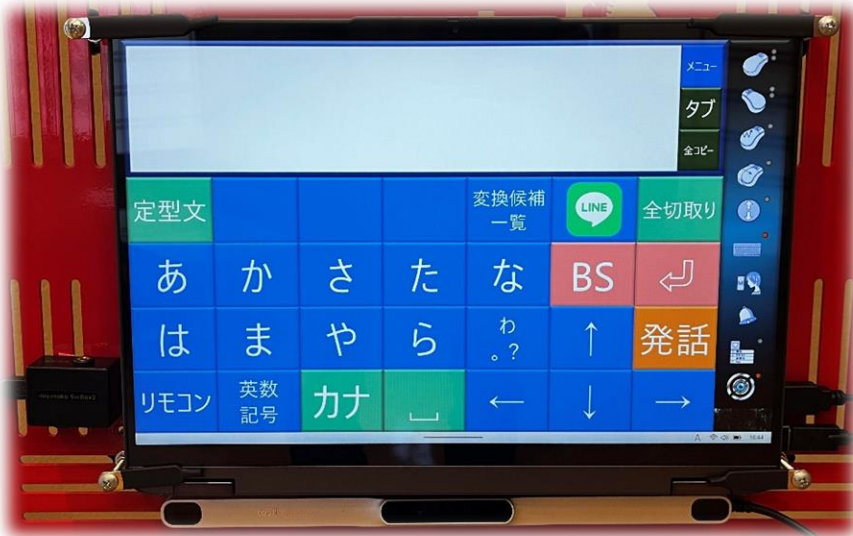 メニュー
タブ
全コピー
定型文
変換候補
一覧
LINE
全切取り
あ
か
さ
た
な
BS
は
ま
や
ら
わ
。?
↑
発話
リモコン
英数
記号
カナ
←
↓
→
A
16:44